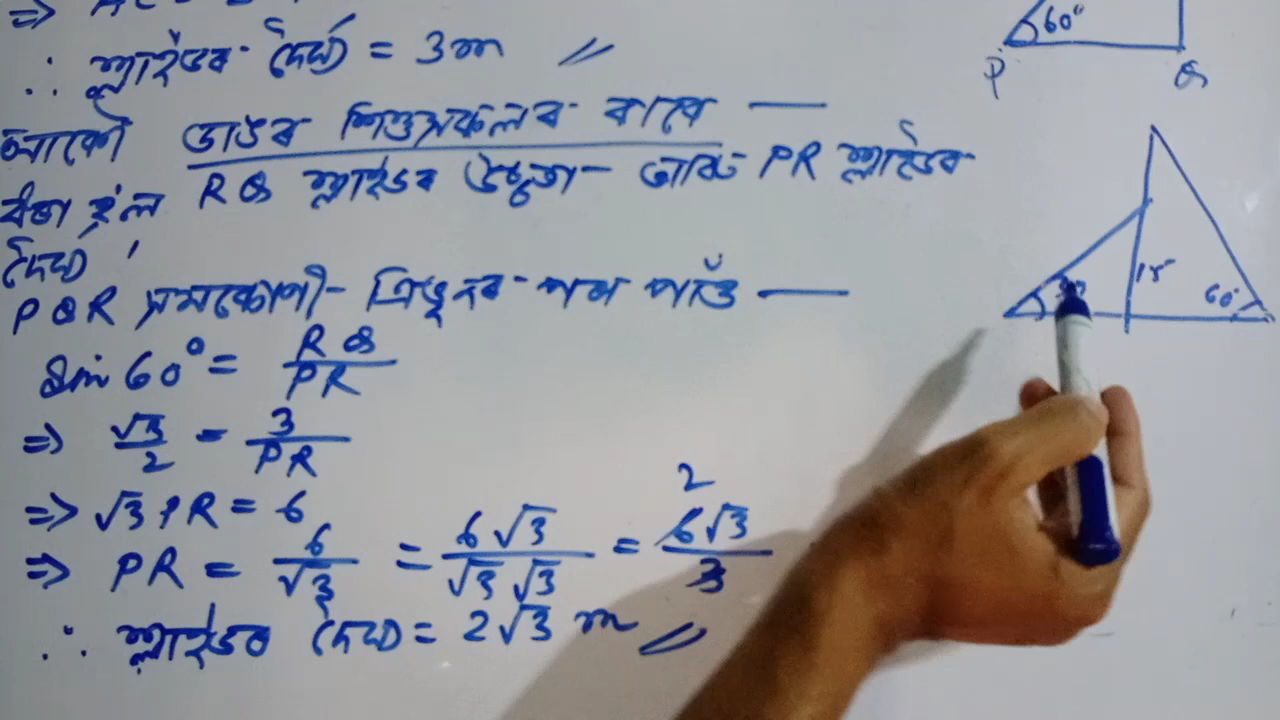 ∴ শ্লাইডৰ দৈৰ্ঘ্য = 3 m
আকৌ ডাঙৰ শিশুসকলৰ বাবে —
RQ শ্লাইডৰ উচ্চতা আৰু PR শ্লাইডৰ
দৈৰ্ঘ্য ।
PQR সমকোণী ত্ৰিভূজৰ পৰা পাওঁ —
Sin 60° = RQ/PR
⇒ √3/2 = 3/PR
⇒ √3 PR = 6
⇒ PR = 6/√3 = 6√3/√3√3 = 6√3/3 2
∴ শ্লাইডৰ দৈৰ্ঘ্য = 2√3 m
60°
P Q
15
60°